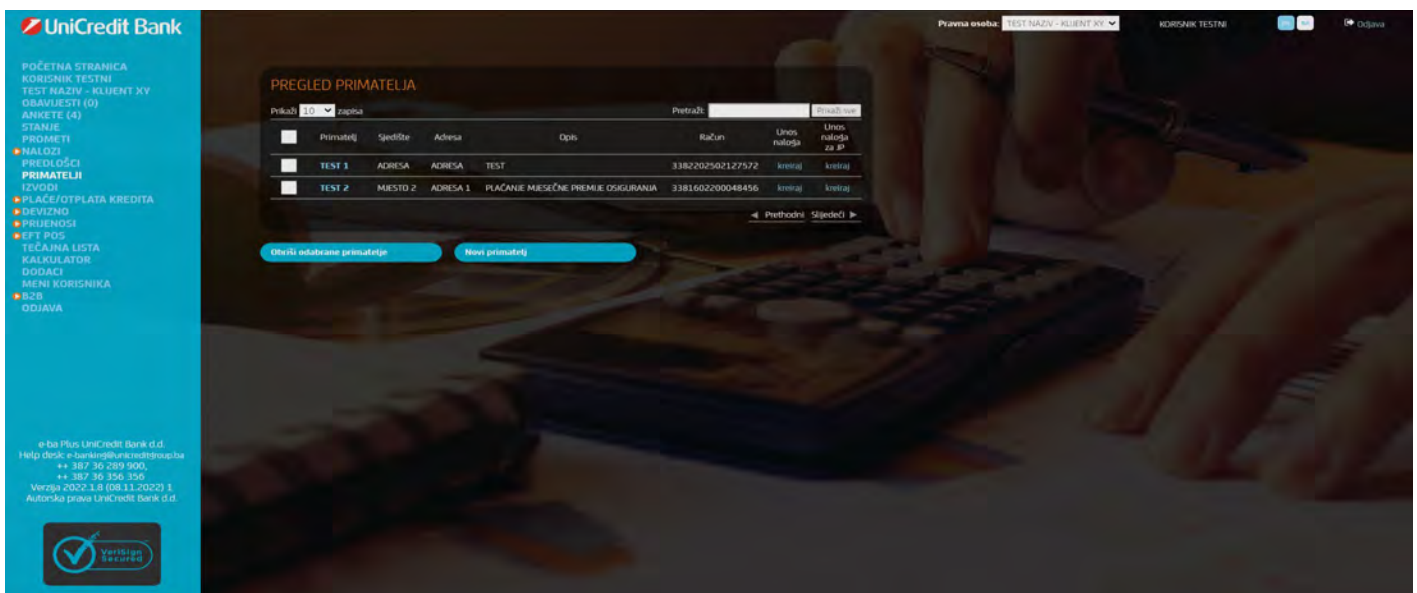 UniCredit Bank
Pravna osoba: TEST NAZIV - KLIJENT XY
KORISNIK TESTNI
Odjava
POČETNA STRANICA
KORISNIK TESTNI
TEST NAZIV - KLIJENT XY
OBAVIJESTI (0)
ANKETE (4)
STANJE
PROMETI
NALOZI
PREDLOŠCI
PRIMATELJI
IZVODI
PLAĆE/OTPLATA KREDITA
DEVIZNO
PRIJENOSI
EFT POS
TEČAJNA LISTA
KALKULATOR
DODACI
MENI KORISNIKA
B2B
ODJAVA
PREGLED PRIMATELJA
Prikaži 10 zapisa
Pretraži: Prikaži sve
Primatelj Sjedište Adresa Opis Račun Unos naloga Unos naloga za JP
TEST 1 ADRESA ADRESA TEST 3382202502127572 kreiraj kreiraj
TEST 2 MJESTO 2 ADRESA 1 PLAĆANJE MJESEČNE PREMIJE OSIGURANJA 3381602200048456 kreiraj kreiraj
Prethodni Slijedeći
Obriši odabrane primatelje
Novi primatelj
e-ba Plus UniCredit Bank d.d.
Help desk: e-banking@unicreditgroup.ba
++ 387 36 289 900,
++ 387 36 356 356
Verzija 2022.1.8 (08.11.2022) 1
Autorska prava UniCredit Bank d.d.
VeriSign
Secured